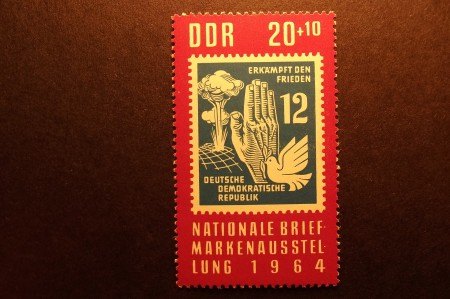 DDR 20+10
ERKÄMPFT DEN
FRIEDEN
12
DEUTSCHE
DEMOKRATISCHE
REPUBLIK
NATIONALE BRIEF-
MARKENAUSSTEL-
LUNG 1964